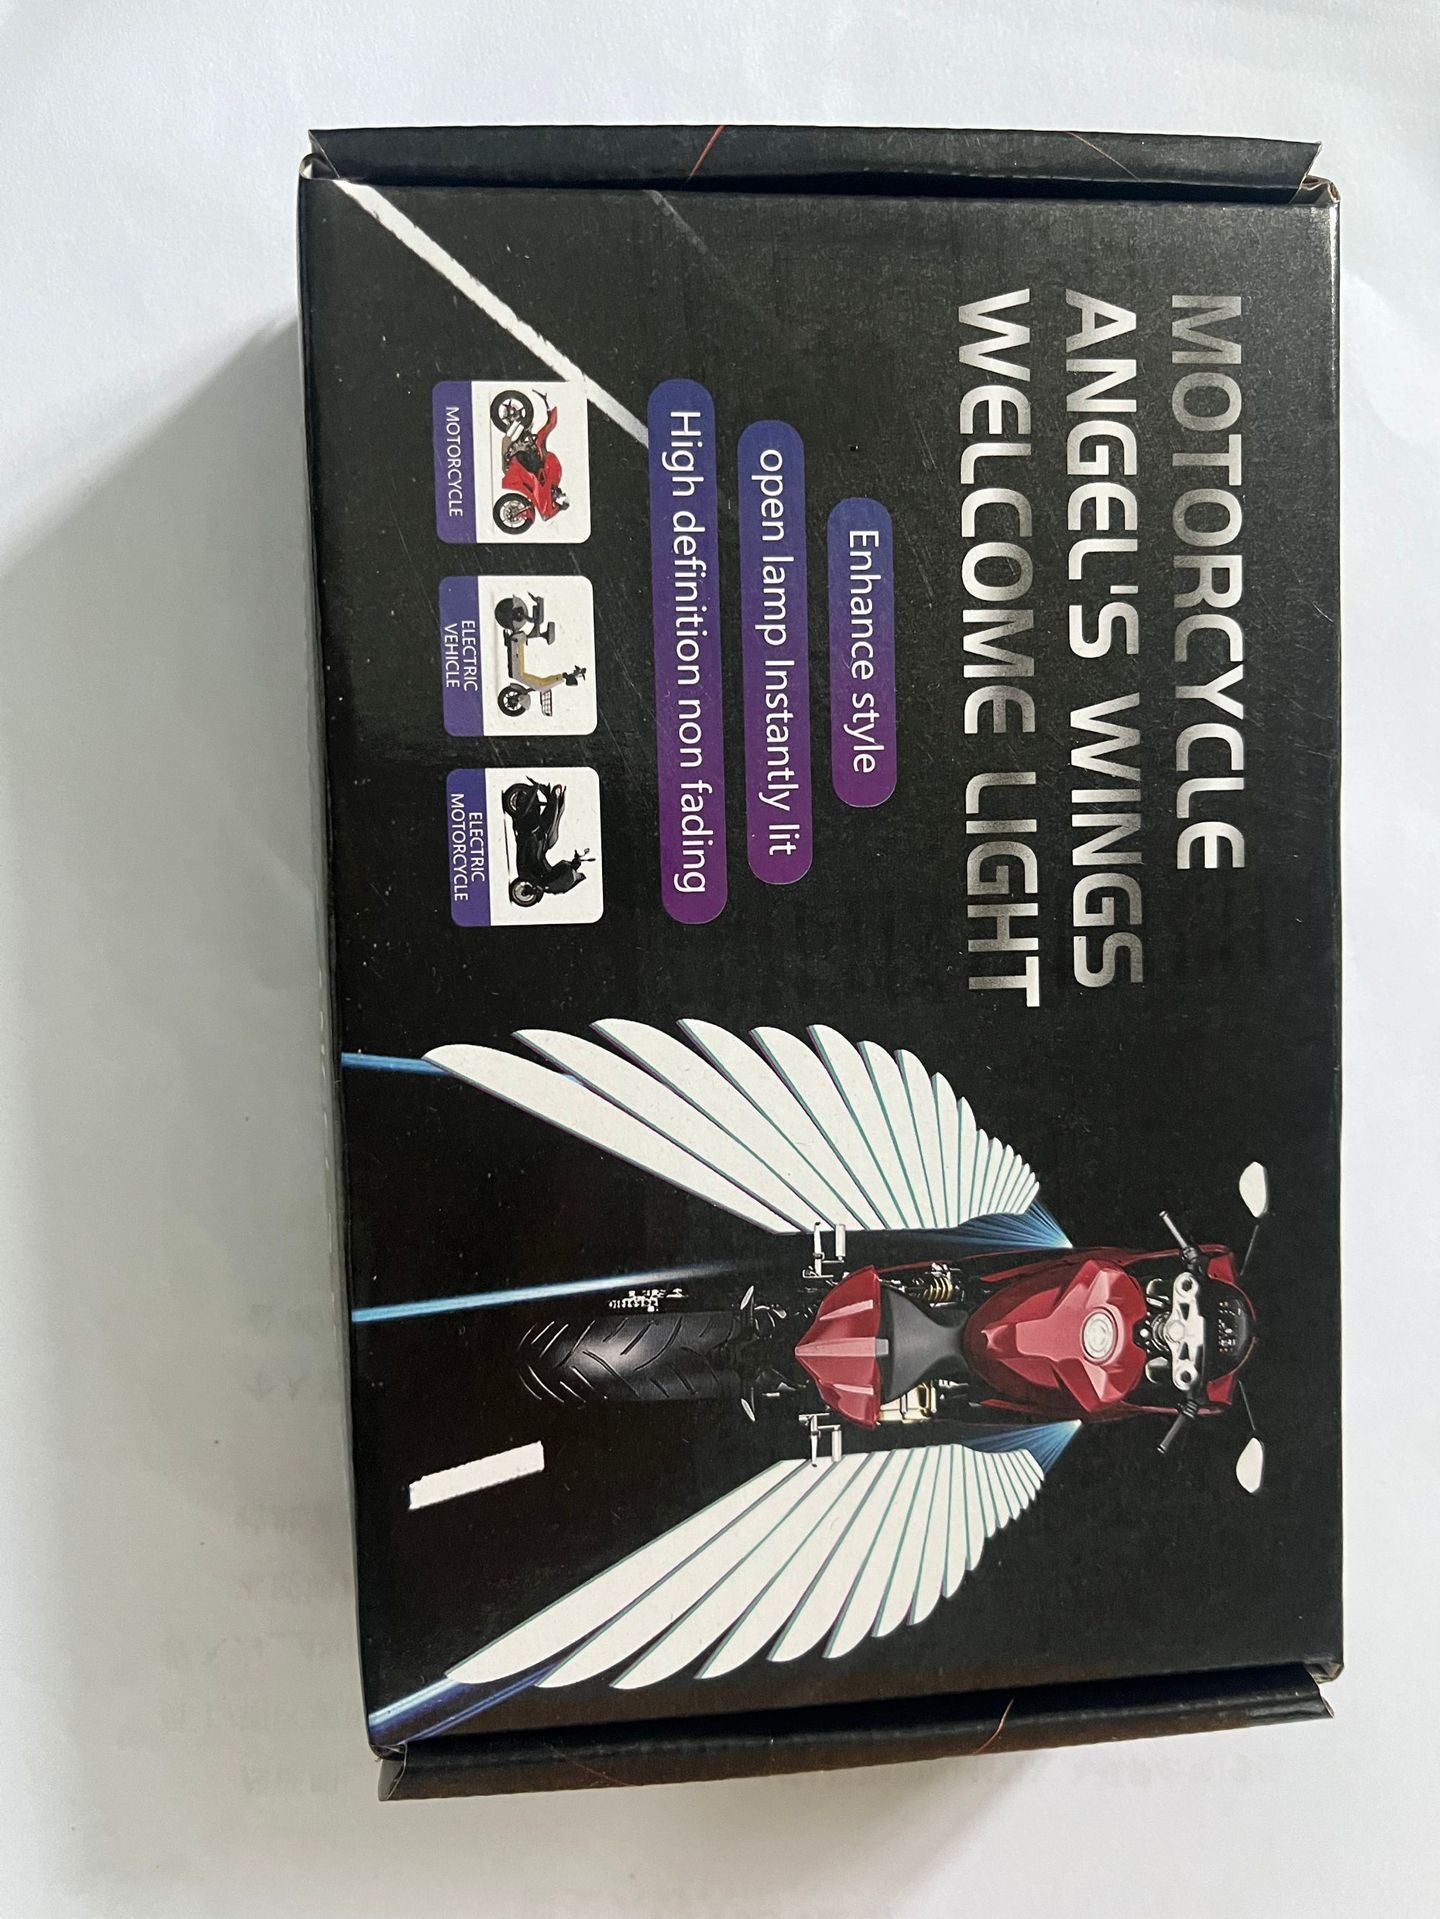 MOTORCYCLE
ANGEL'S WINGS
WELCOME LIGHT
Enhance style
open lamp Instantly lit
High definition non fading
MOTORCYCLE
ELECTRIC
VEHICLE
ELECTRIC
MOTORCYCLE